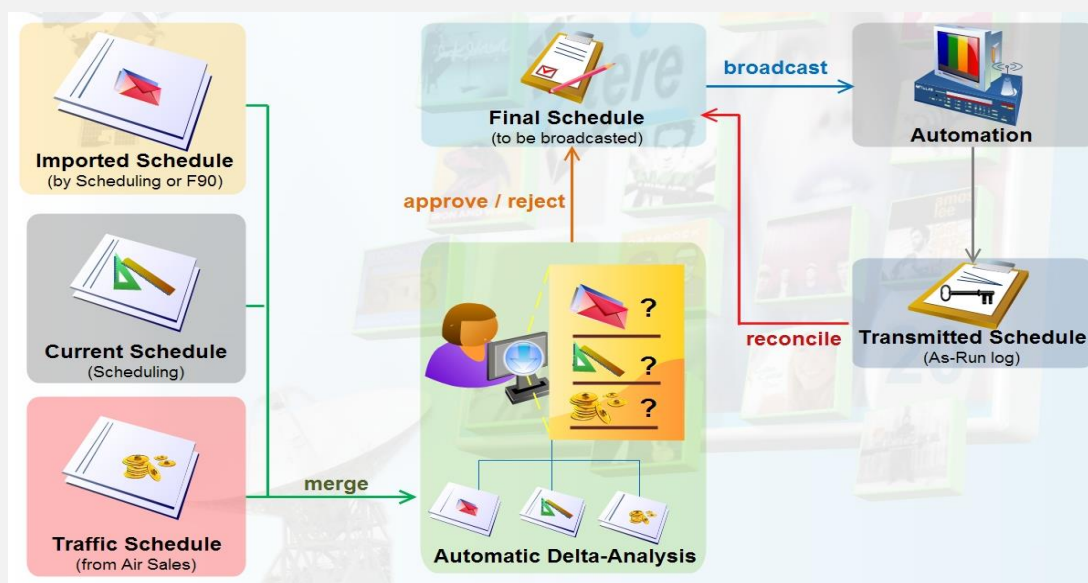 Imported Schedule
(by Scheduling or F90)
Current Schedule
(Scheduling)
Traffic Schedule
(from Air Sales)
merge
approve / reject
Final Schedule
(to be broadcasted)
broadcast
Automation
?
?
?
Automatic Delta-Analysis
reconcile
Transmitted Schedule
(As-Run log)